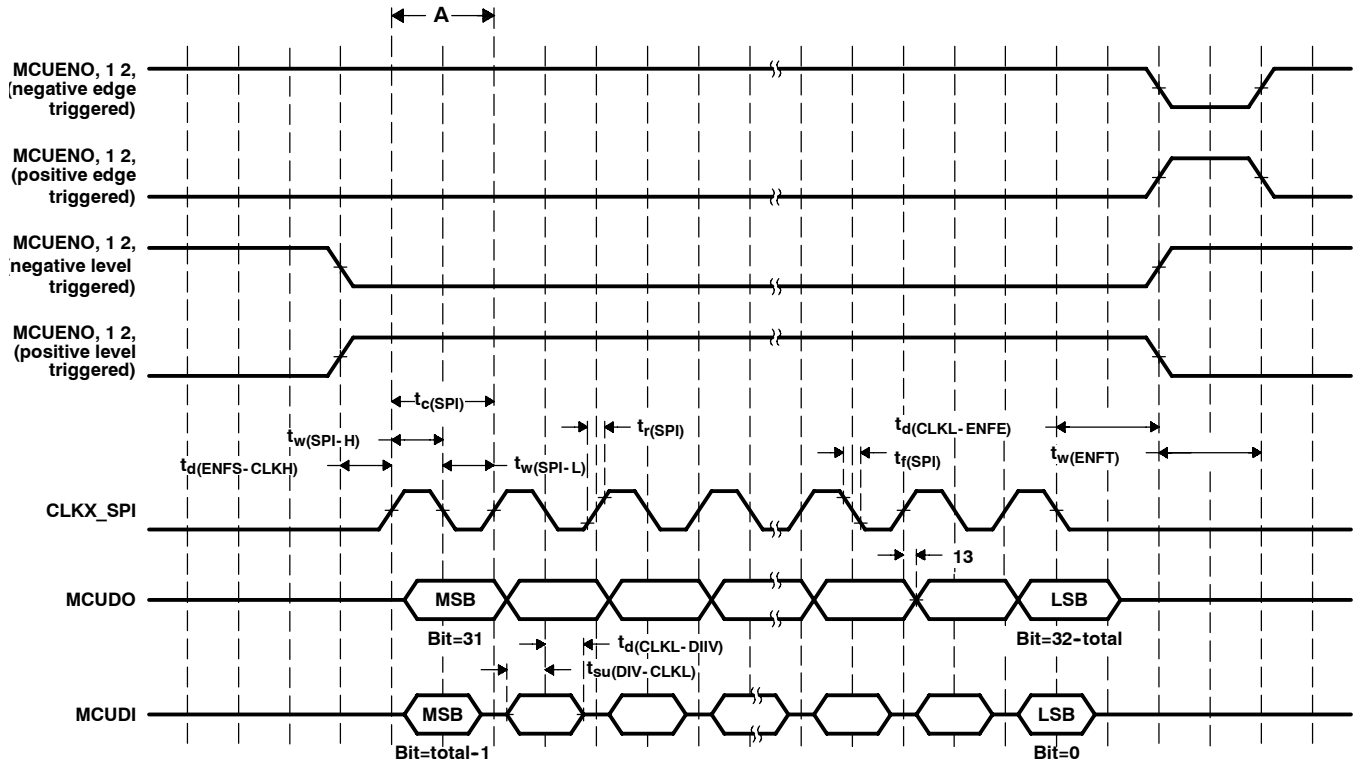 A
MCUENO, 1 2,
(negative edge
triggered)
MCUENO, 1 2,
(positive edge
triggered)
MCUENO, 1 2,
(negative level
triggered)
MCUENO, 1 2,
(positive level
triggered)
tc(SPI)
tw(SPI-H)
tr(SPI)
td(CLKL-ENFE)
td(ENFS-CLKH)
tw(SPI-L)
tf(SPI)
tw(ENFT)
CLKX_SPI
13
MCUDO
MSB
LSB
Bit=31
Bit=32-total
td(CLKL-DIIV)
tsu(DIV-CLKL)
MCUDI
MSB
LSB
Bit=total-1
Bit=0